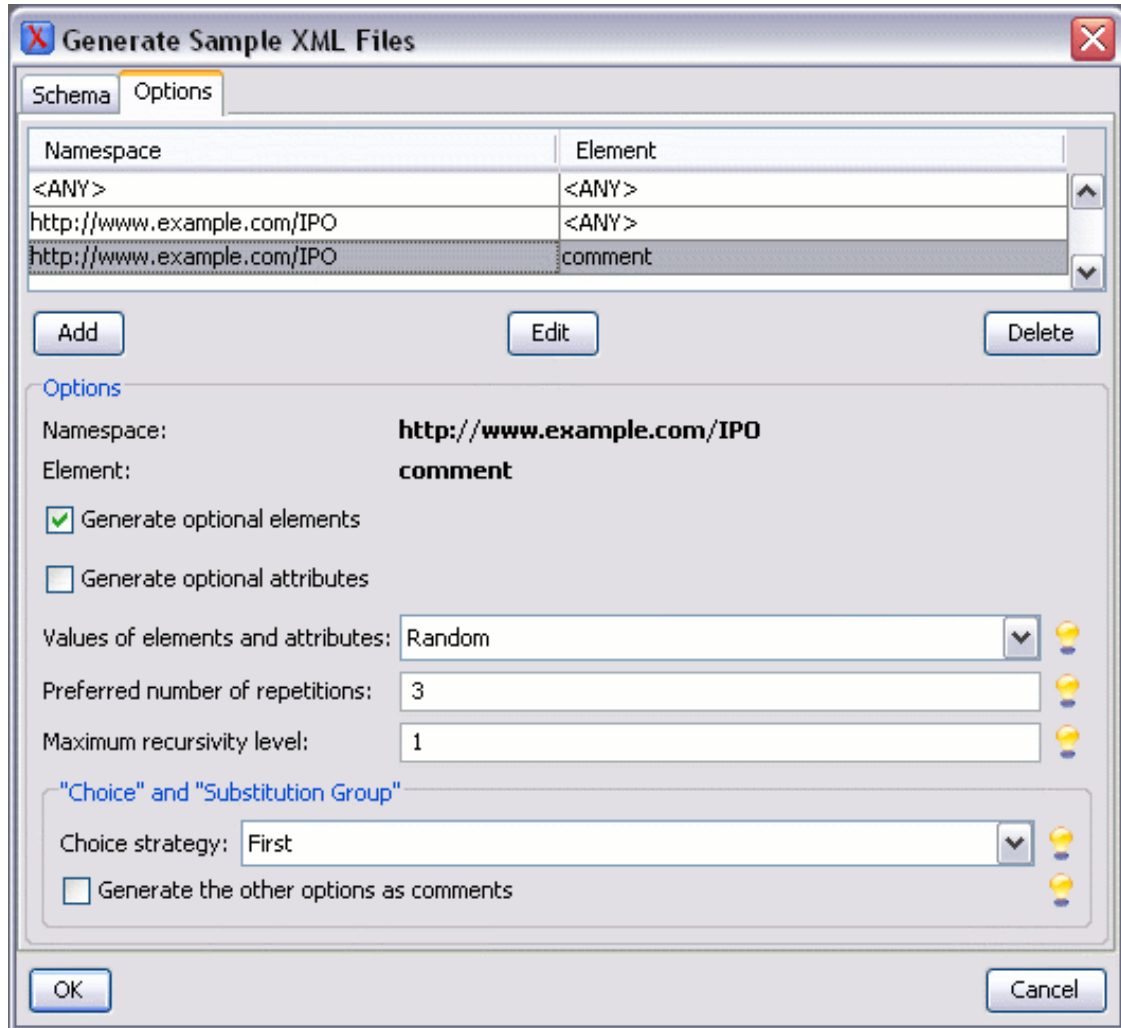 Generate Sample XML Files
Schema Options
Namespace Element
<ANY> <ANY>
http://www.example.com/IPO <ANY>
http://www.example.com/IPO comment
Add Edit Delete
Options
Namespace: http://www.example.com/IPO
Element: comment
Generate optional elements
Generate optional attributes
Values of elements and attributes: Random
Preferred number of repetitions: 3
Maximum recursivity level: 1
"Choice" and "Substitution Group"
Choice strategy: First
Generate the other options as comments
OK Cancel